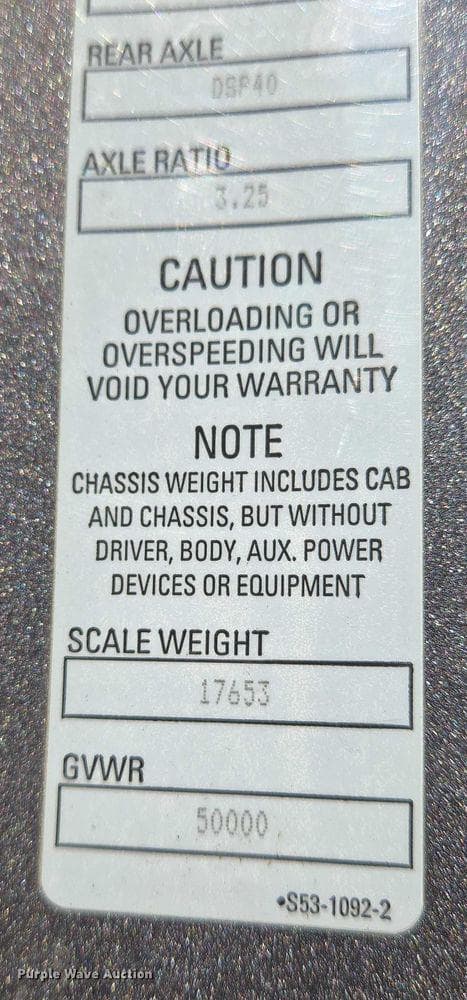 REAR AXLE
DSP40
AXLE RATIO
3.25
CAUTION
OVERLOADING OR
OVERSPEEDING WILL
VOID YOUR WARRANTY
NOTE
CHASSIS WEIGHT INCLUDES CAB
AND CHASSIS, BUT WITHOUT
DRIVER, BODY, AUX. POWER
DEVICES OR EQUIPMENT
SCALE WEIGHT
17653
GVWR
50000
•S53-1092-2
Purple Wave Auction